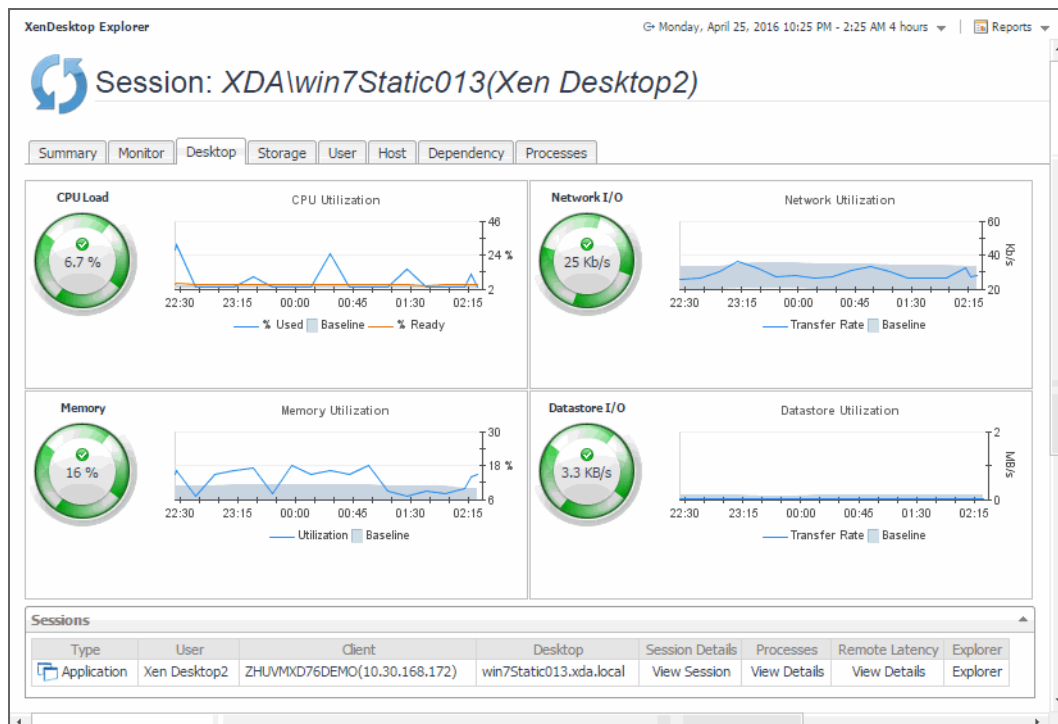 XenDesktop Explorer
Monday, April 25, 2016 10:25 PM - 2:25 AM 4 hours
Reports
Session: XDA\win7Static013(Xen Desktop2)
Summary Monitor Desktop Storage User Host Dependency Processes
CPU Load
6.7 %
CPU Utilization
46
24 %
2
22:30 23:15 00:00 00:45 01:30 02:15
% Used Baseline % Ready
Network I/O
25 Kb/s
Network Utilization
60
40
20
Kb/s
22:30 23:15 00:00 00:45 01:30 02:15
Transfer Rate Baseline
Memory
16 %
Memory Utilization
30
18 %
6
22:30 23:15 00:00 00:45 01:30 02:15
Utilization Baseline
Datastore I/O
3.3 KB/s
Datastore Utilization
2
1
0
MB/s
22:30 23:15 00:00 00:45 01:30 02:15
Transfer Rate Baseline
Sessions
Type User Client Desktop Session Details Processes Remote Latency Explorer
Application Xen Desktop2 ZHUVMXD76DEMO(10.30.168.172) win7Static013.xda.local View Session View Details View Details Explorer